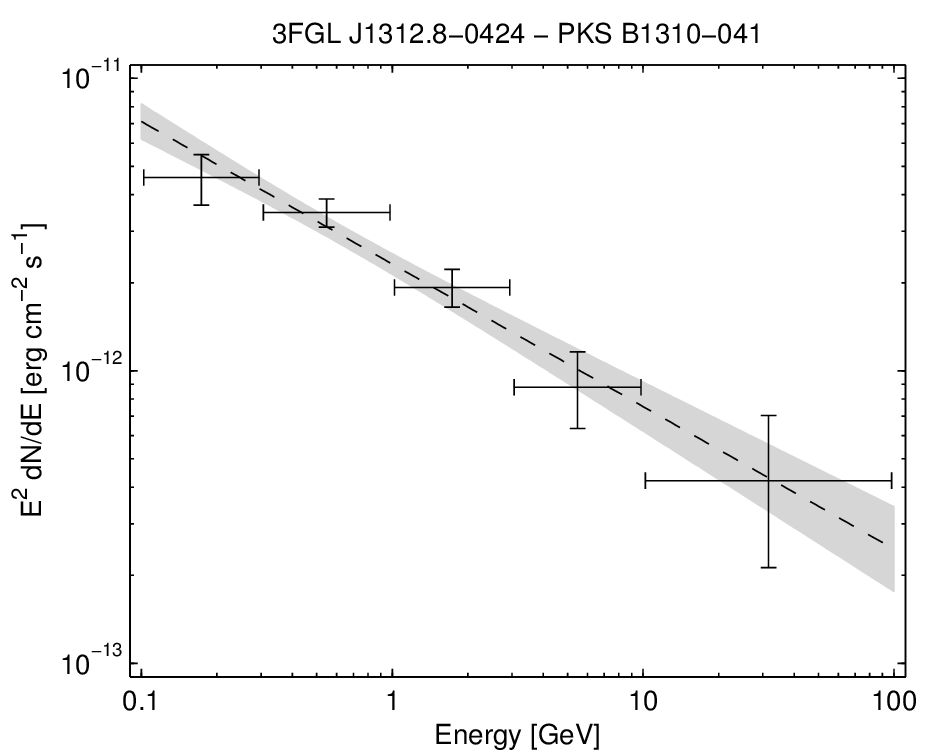 3FGL J1312.8−0424 − PKS B1310−041
10⁻¹¹
10⁻¹²
10⁻¹³
E² dN/dE [erg cm⁻² s⁻¹]
0.1 1 10 100
Energy [GeV]